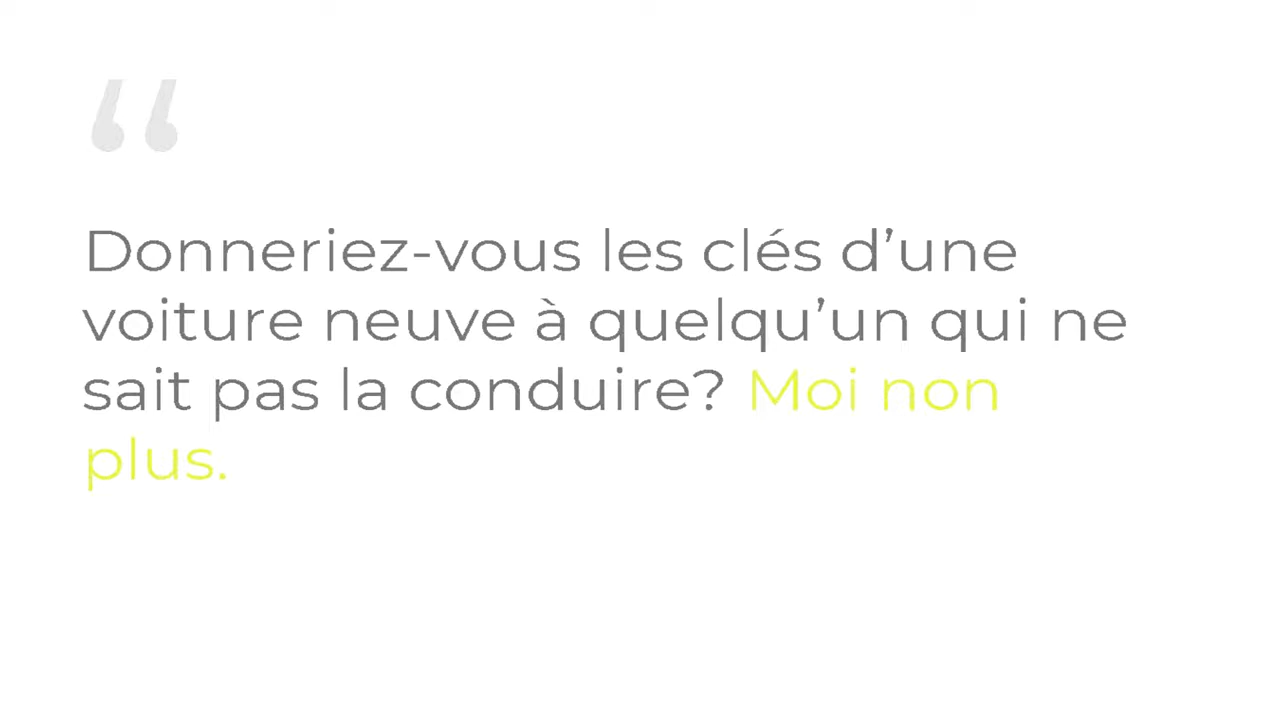 “
Donneriez-vous les clés d’une
voiture neuve à quelqu’un qui ne
sait pas la conduire? Moi non
plus.